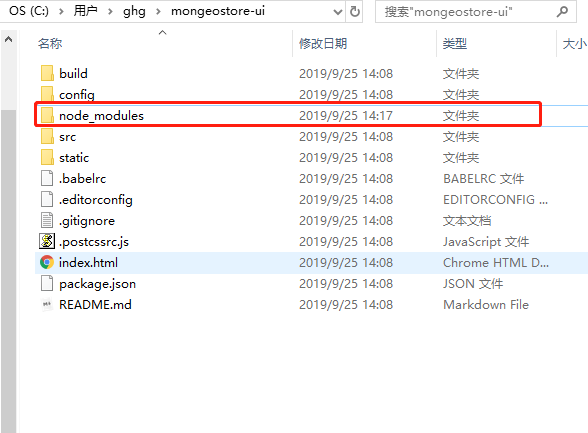 OS (C:) › 用户 › ghg › mongeostore-ui 搜索"mongeostore-ui"
名称 修改日期 类型 大小
build 2019/9/25 14:08 文件夹
config 2019/9/25 14:08 文件夹
node_modules 2019/9/25 14:17 文件夹
src 2019/9/25 14:08 文件夹
static 2019/9/25 14:08 文件夹
.babelrc 2019/9/25 14:08 BABELRC 文件
.editorconfig 2019/9/25 14:08 EDITORCONFIG ...
.gitignore 2019/9/25 14:08 文本文档
.postcssrc.js 2019/9/25 14:08 JavaScript 文件
index.html 2019/9/25 14:08 Chrome HTML D...
package.json 2019/9/25 14:08 JSON 文件
README.md 2019/9/25 14:08 Markdown File